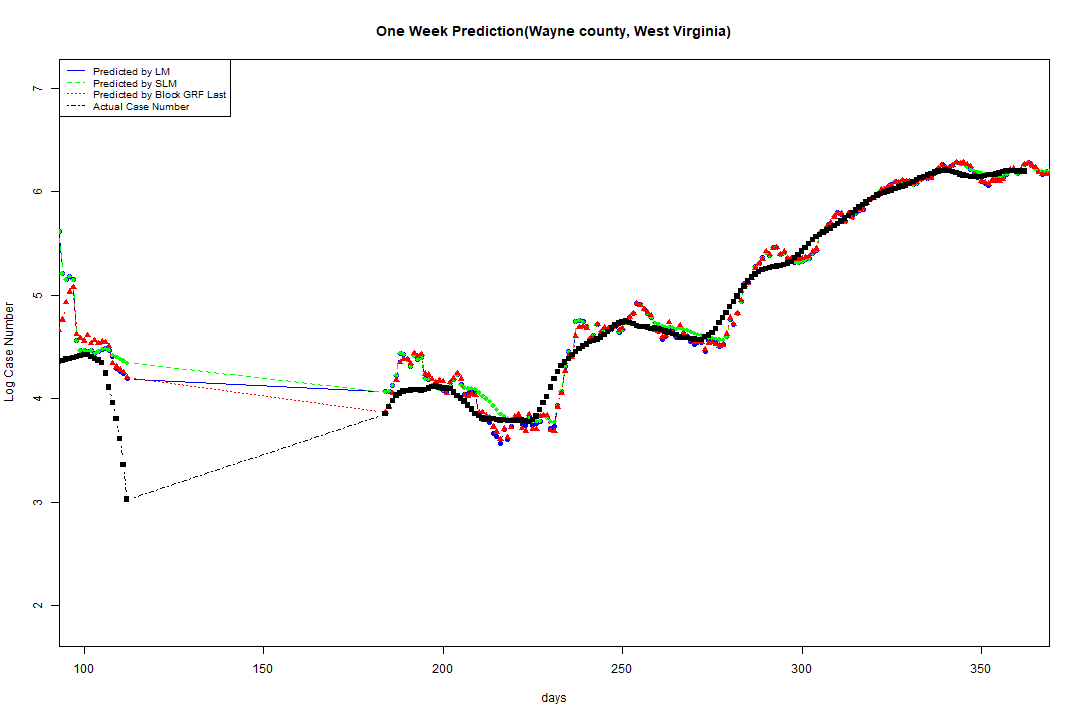 One Week Prediction(Wayne county, West Virginia)
Predicted by LM
Predicted by SLM
Predicted by Block GRF Last
Actual Case Number
7
6
5
4
3
2
Log Case Number
100 150 200 250 300 350
days